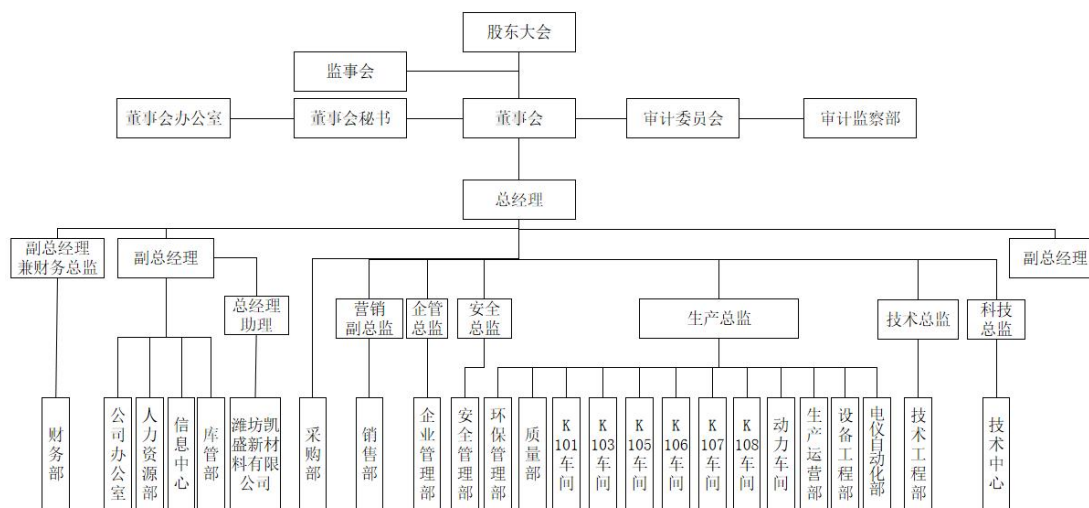 股东大会
监事会
董事会办公室
董事会秘书
董事会
审计委员会
审计监察部
总经理
副总经理
兼财务总监
副总经理
副总经理
总经理
助理
营销
副总监
企管
总监
安全
总监
生产总监
技术总监
科技
总监
财务部
公司办公室
人力资源部
信息中心
库管部
潍坊凯
盛新材
料有限
公司
采购部
销售部
企业管理部
安全管理部
环保管理部
质量部
K101车间
K103车间
K105车间
K106车间
K107车间
K108车间
动力车间
生产运营部
设备工程部
电仪自动化部
技术工程部
技术中心